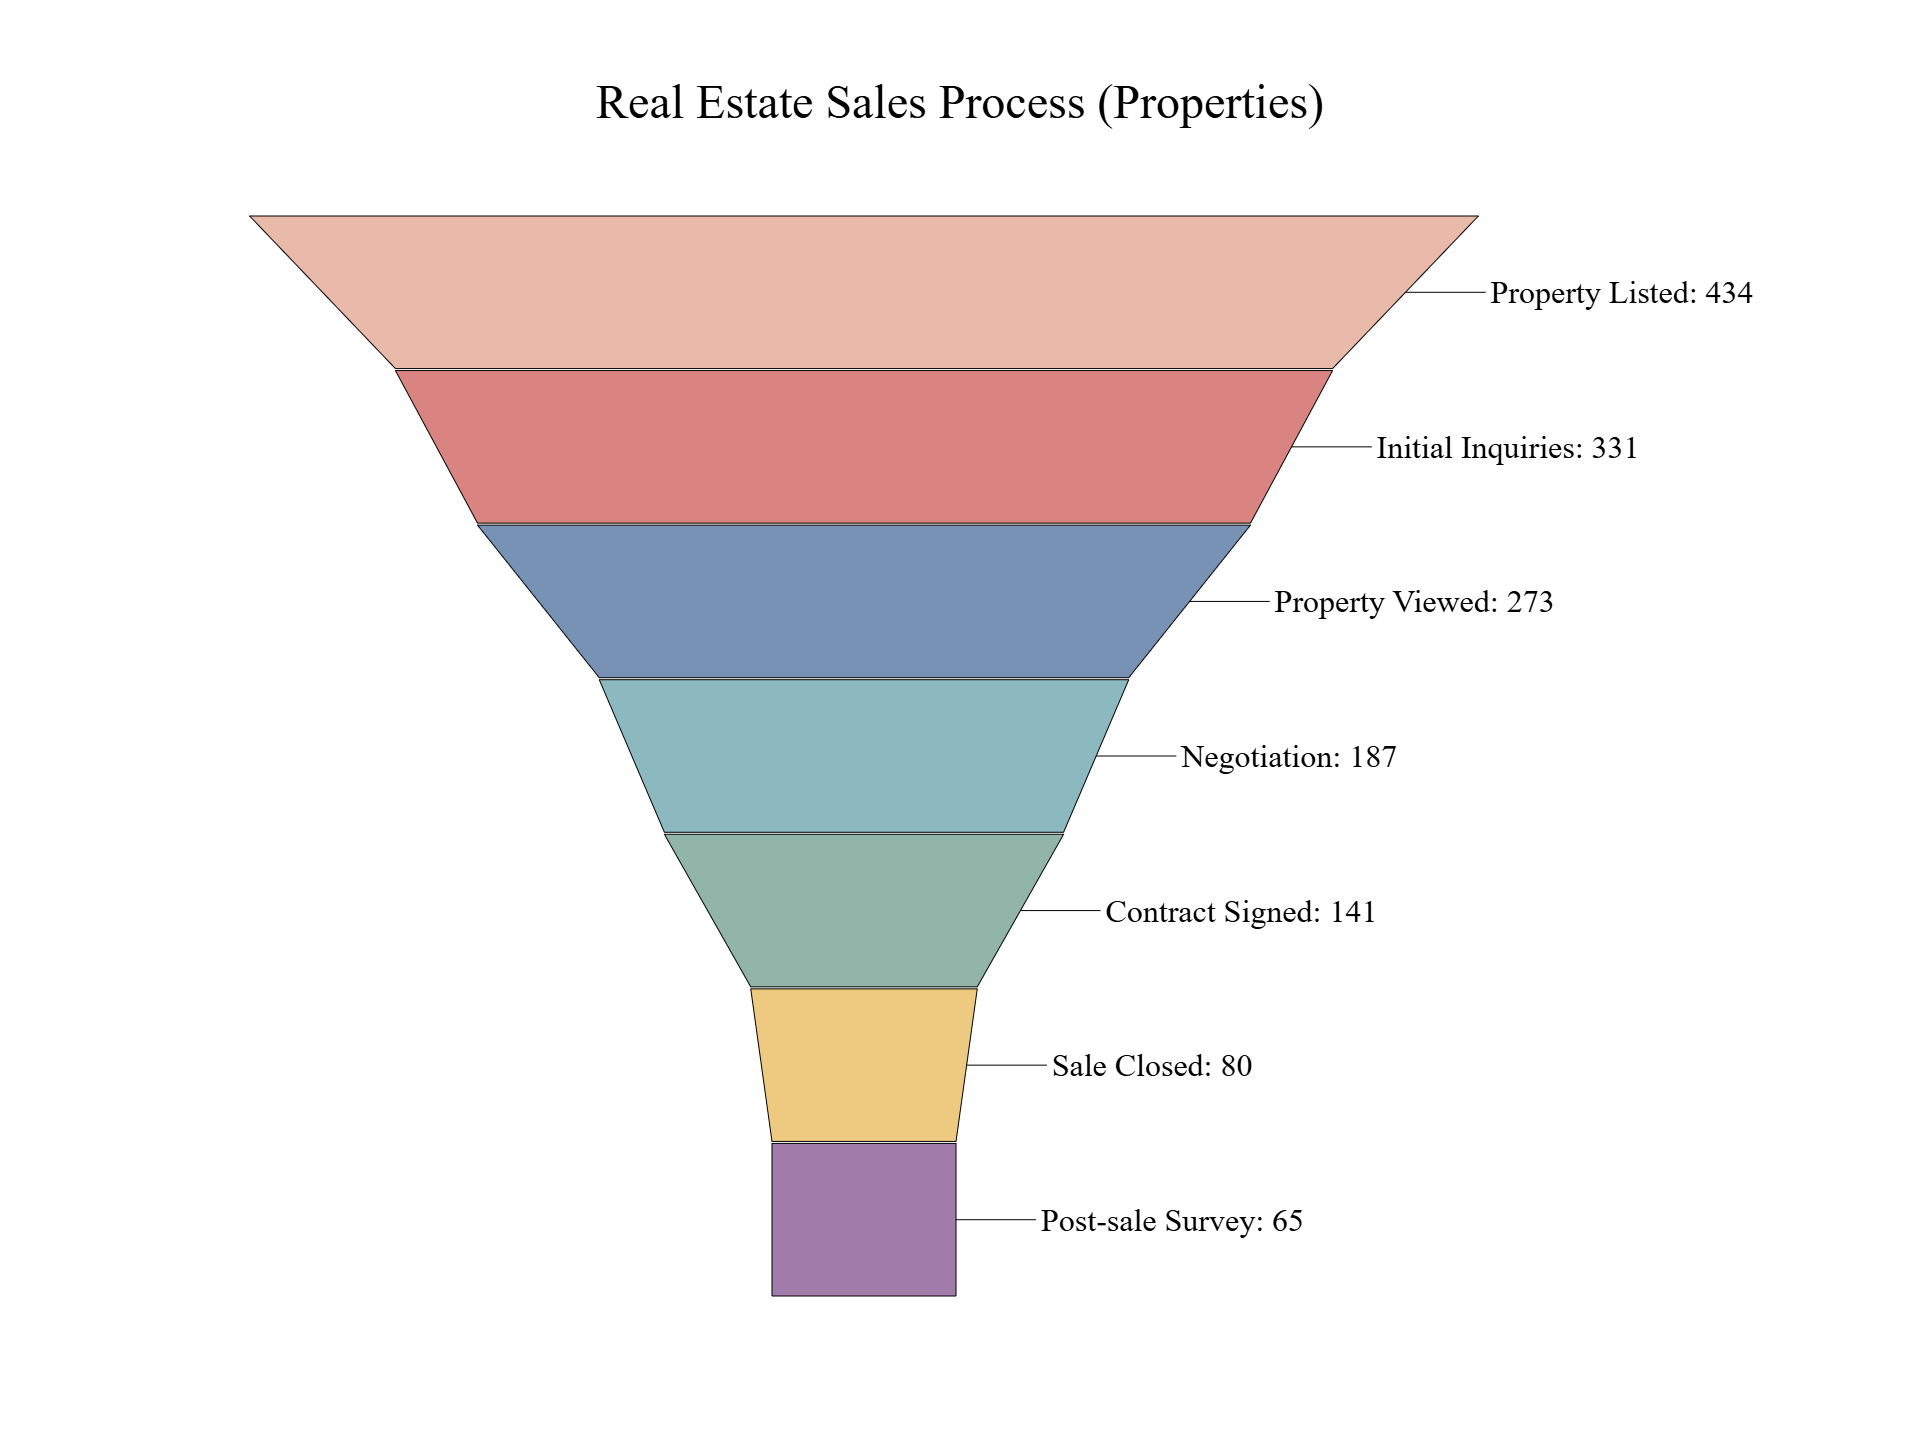 Real Estate Sales Process (Properties)
Property Listed: 434
Initial Inquiries: 331
Property Viewed: 273
Negotiation: 187
Contract Signed: 141
Sale Closed: 80
Post-sale Survey: 65